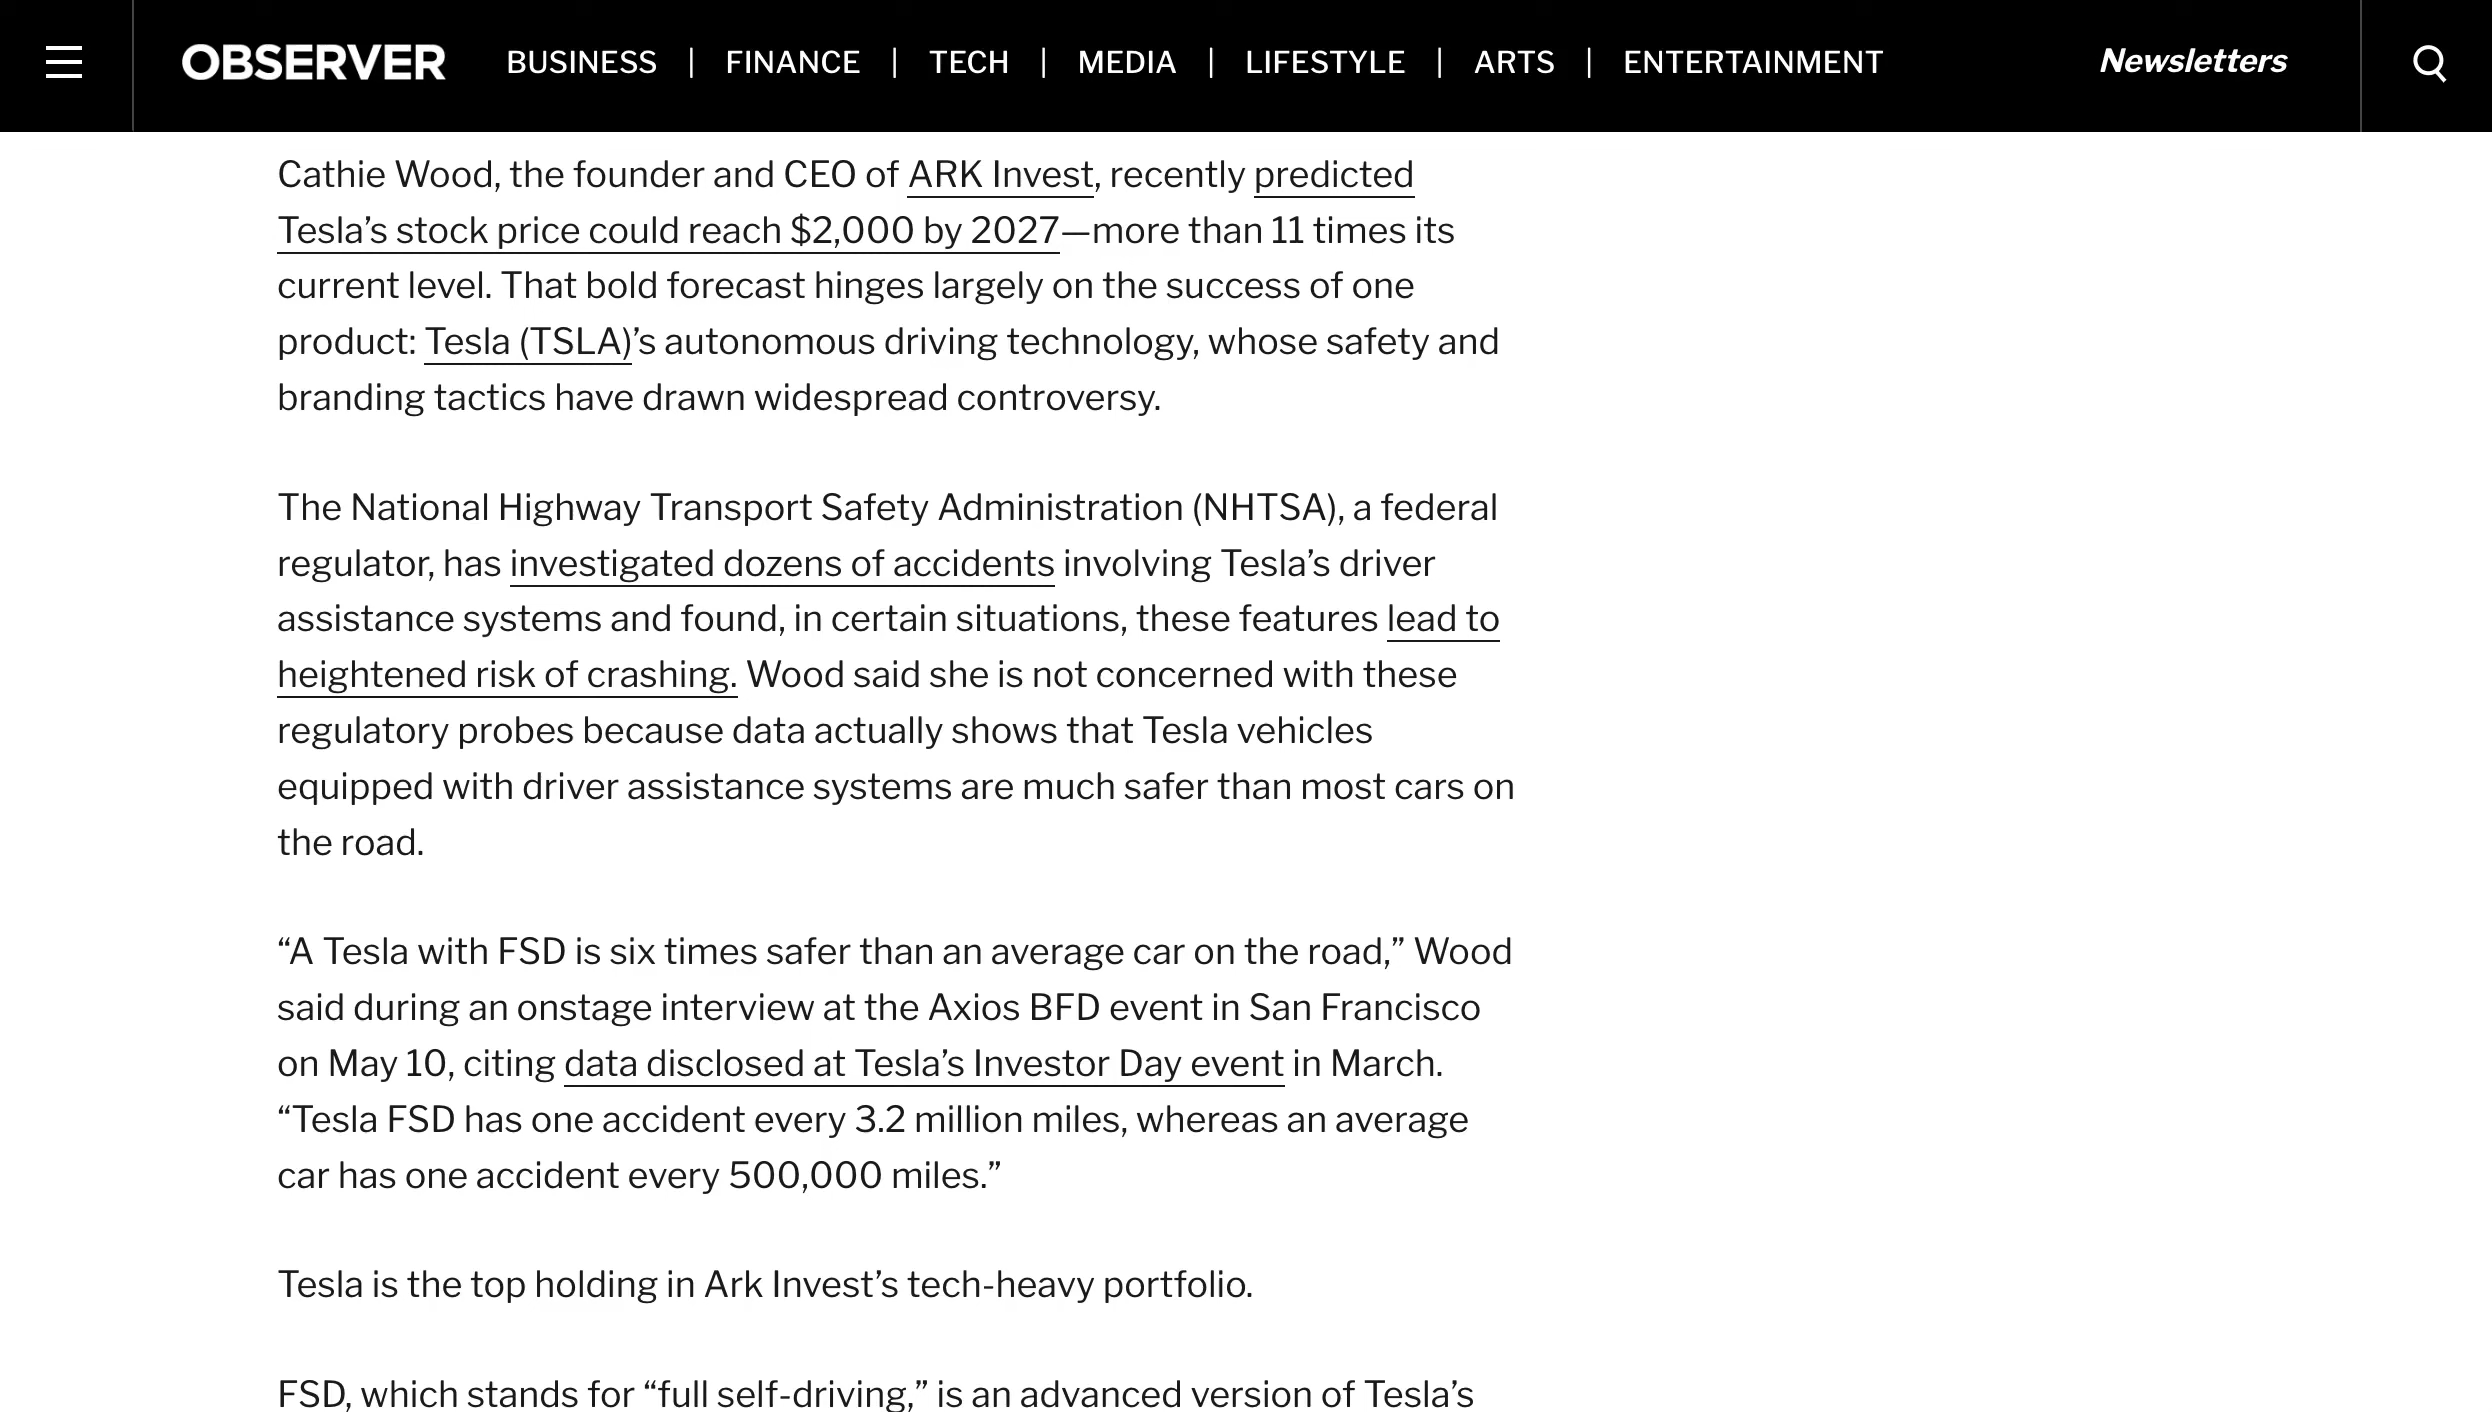 OBSERVER BUSINESS | FINANCE | TECH | MEDIA | LIFESTYLE | ARTS | ENTERTAINMENT Newsletters
Cathie Wood, the founder and CEO of ARK Invest, recently predicted
Tesla’s stock price could reach $2,000 by 2027—more than 11 times its
current level. That bold forecast hinges largely on the success of one
product: Tesla (TSLA)’s autonomous driving technology, whose safety and
branding tactics have drawn widespread controversy.
The National Highway Transport Safety Administration (NHTSA), a federal
regulator, has investigated dozens of accidents involving Tesla’s driver
assistance systems and found, in certain situations, these features lead to
heightened risk of crashing. Wood said she is not concerned with these
regulatory probes because data actually shows that Tesla vehicles
equipped with driver assistance systems are much safer than most cars on
the road.
“A Tesla with FSD is six times safer than an average car on the road,” Wood
said during an onstage interview at the Axios BFD event in San Francisco
on May 10, citing data disclosed at Tesla’s Investor Day event in March.
“Tesla FSD has one accident every 3.2 million miles, whereas an average
car has one accident every 500,000 miles.”
Tesla is the top holding in Ark Invest’s tech-heavy portfolio.
FSD, which stands for “full self-driving,” is an advanced version of Tesla’s